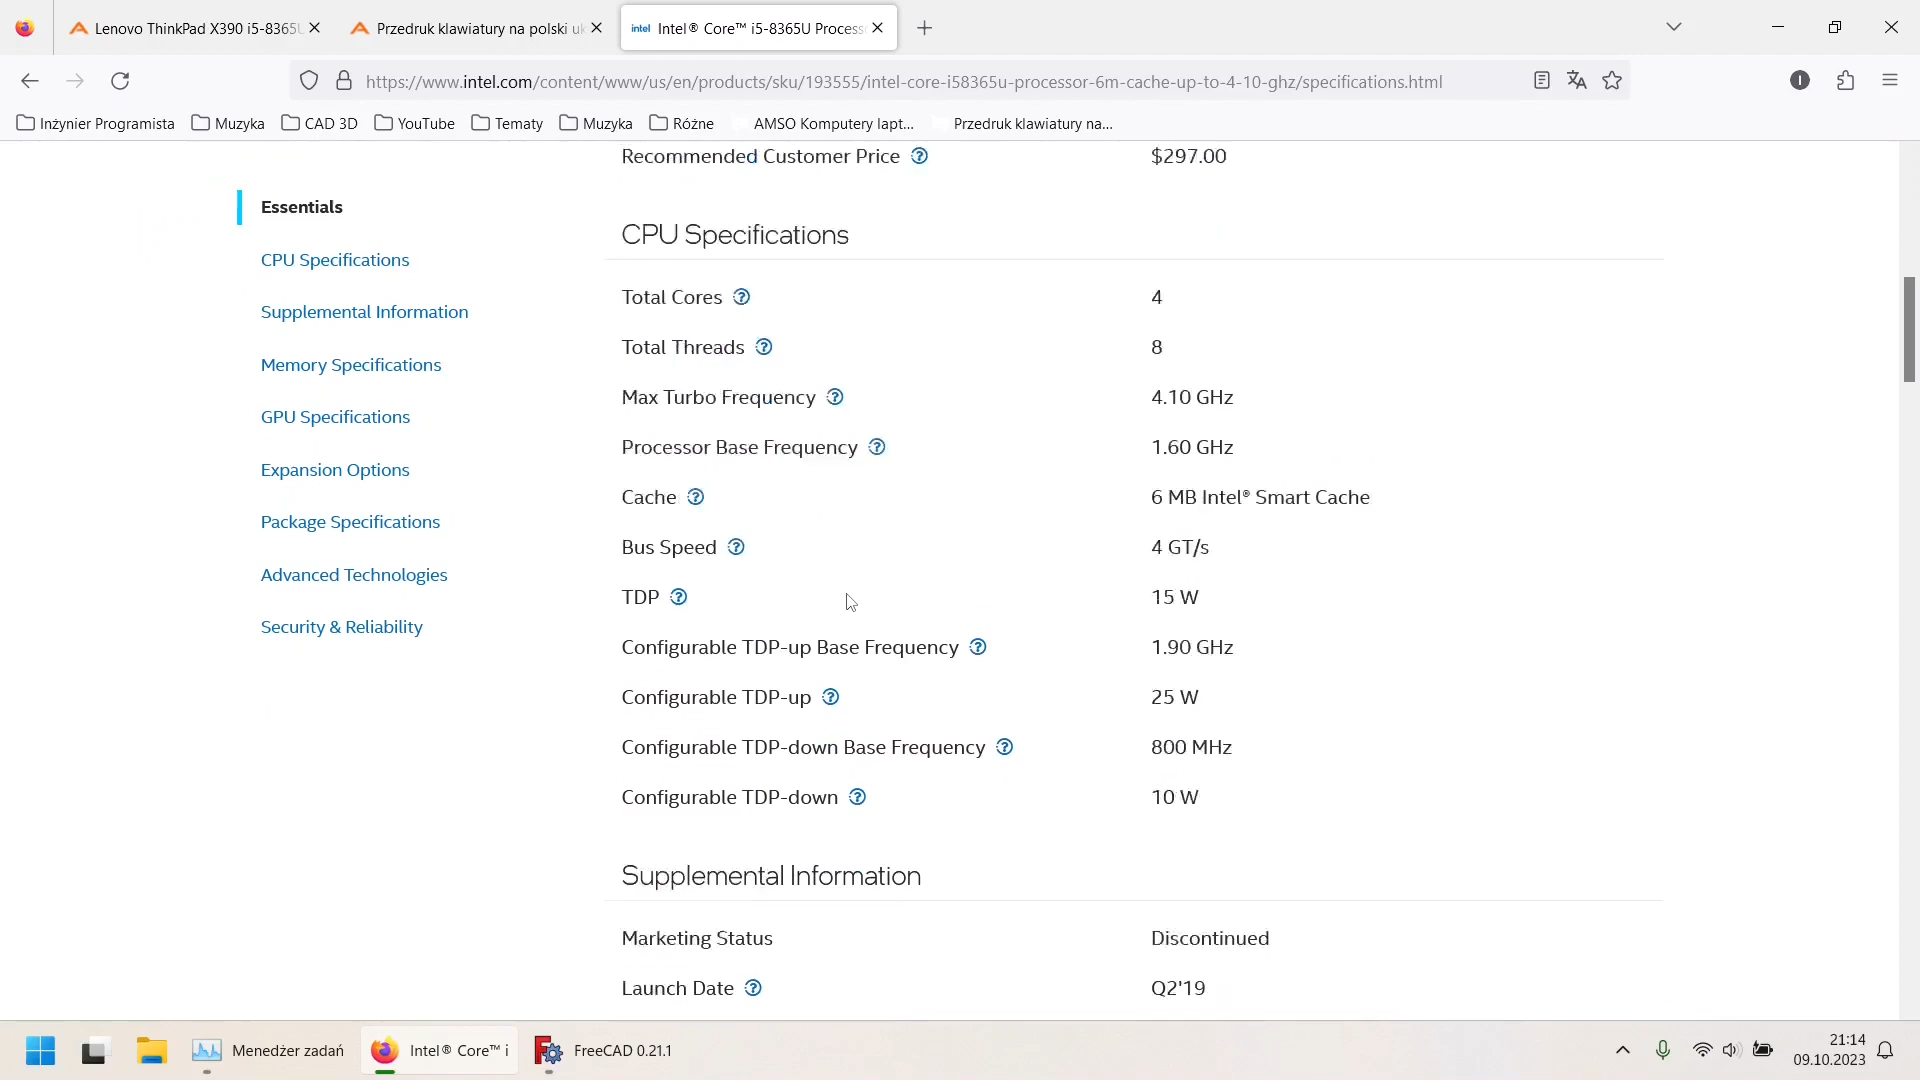 Lenovo ThinkPad X390 i5-8365U
Przedruk klawiatury na polski uk
intel Intel® Core™ i5-8365U Process
https://www.intel.com/content/www/us/en/products/sku/193555/intel-core-i58365u-processor-6m-cache-up-to-4-10-ghz/specifications.html
Inżynier Programista Muzyka CAD 3D YouTube Tematy Muzyka Różne AMSO Komputery lapt... Przedruk klawiatury na...
Recommended Customer Price $297.00
Essentials
CPU Specifications
Supplemental Information
Memory Specifications
GPU Specifications
Expansion Options
Package Specifications
Advanced Technologies
Security & Reliability
CPU Specifications
Total Cores 4
Total Threads 8
Max Turbo Frequency 4.10 GHz
Processor Base Frequency 1.60 GHz
Cache 6 MB Intel® Smart Cache
Bus Speed 4 GT/s
TDP 15 W
Configurable TDP-up Base Frequency 1.90 GHz
Configurable TDP-up 25 W
Configurable TDP-down Base Frequency 800 MHz
Configurable TDP-down 10 W
Supplemental Information
Marketing Status Discontinued
Launch Date Q2'19
Menedżer zadań Intel® Core™ i FreeCAD 0.21.1
21:14
09.10.2023